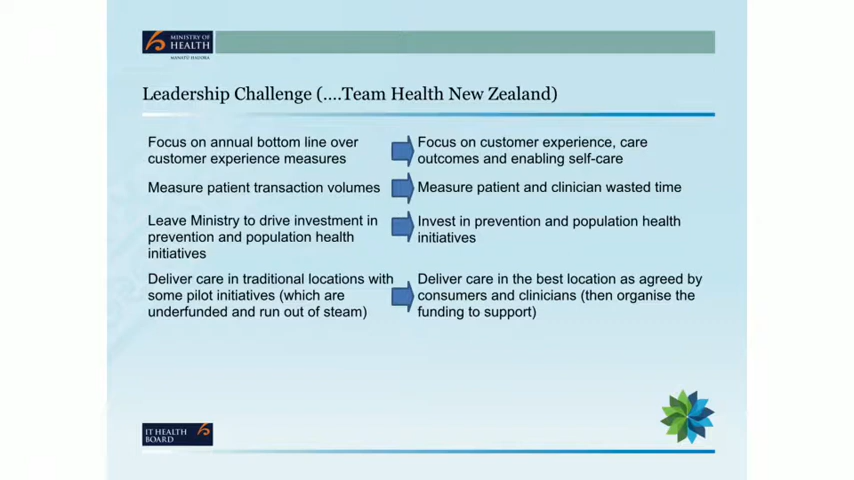 MINISTRY OF
HEALTH
MANATŪ HAUORA
Leadership Challenge (....Team Health New Zealand)
Focus on annual bottom line over
customer experience measures
Focus on customer experience, care
outcomes and enabling self-care
Measure patient transaction volumes
Measure patient and clinician wasted time
Leave Ministry to drive investment in
prevention and population health
initiatives
Invest in prevention and population health
initiatives
Deliver care in traditional locations with
some pilot initiatives (which are
underfunded and run out of steam)
Deliver care in the best location as agreed by
consumers and clinicians (then organise the
funding to support)
IT HEALTH
BOARD